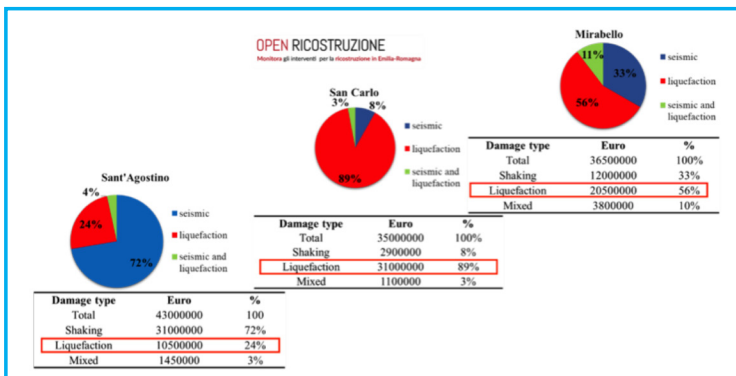 OPEN RICOSTRUZIONE
Monitora gli interventi per la ricostruzione in Emilia-Romagna
Mirabello
11%
33%
56%
seismic
liquefaction
seismic and
liquefaction
Damage type Euro %
Total 36500000 100%
Shaking 12000000 33%
Liquefaction 20500000 56%
Mixed 3800000 10%
San Carlo
3%
8%
89%
seismic
liquefaction
seismic and
liquefaction
Damage type Euro %
Total 35000000 100%
Shaking 2900000 8%
Liquefaction 31000000 89%
Mixed 1100000 3%
Sant'Agostino
4%
24%
72%
seismic
liquefaction
seismic and
liquefaction
Damage type Euro %
Total 43000000 100
Shaking 31000000 72%
Liquefaction 10500000 24%
Mixed 1450000 3%